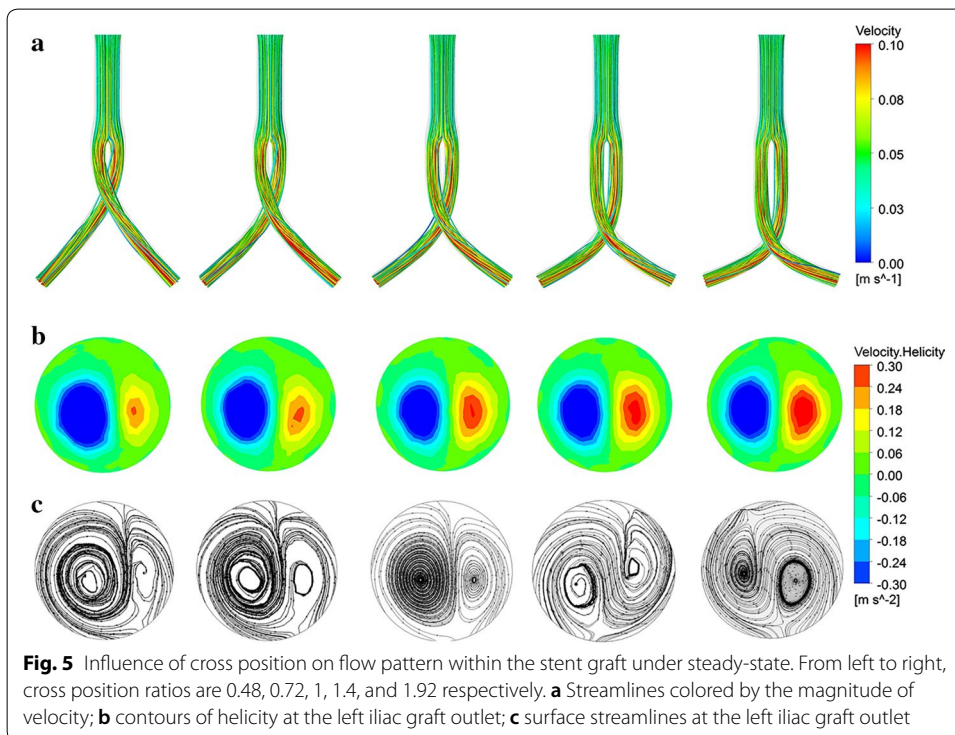 a
Velocity
0.10
0.08
0.05
0.03
0.00
[m s^-1]
b
Velocity.Helicity
0.30
0.24
0.18
0.12
0.06
0.00
-0.06
-0.12
-0.18
-0.24
-0.30
[m s^-2]
c
Fig. 5 Influence of cross position on flow pattern within the stent graft under steady-state. From left to right,
cross position ratios are 0.48, 0.72, 1, 1.4, and 1.92 respectively. a Streamlines colored by the magnitude of
velocity; b contours of helicity at the left iliac graft outlet; c surface streamlines at the left iliac graft outlet